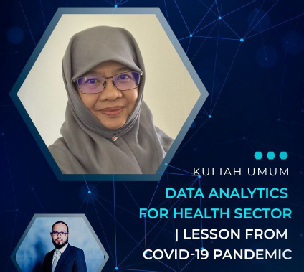 KULIAH UMUM
DATA ANALYTICS
FOR HEALTH SECTOR
| LESSON FROM
COVID-19 PANDEMIC